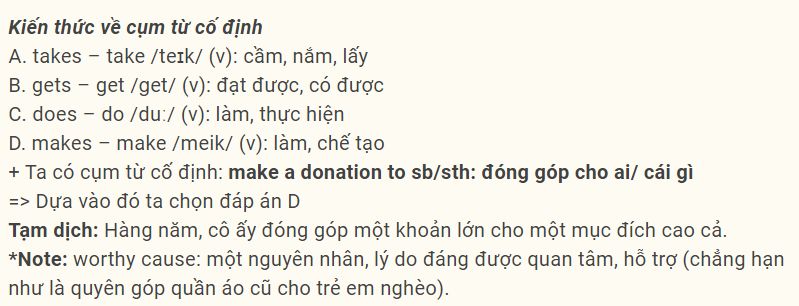 Kiến thức về cụm từ cố định
A. takes – take /teɪk/ (v): cầm, nắm, lấy
B. gets – get /get/ (v): đạt được, có được
C. does – do /duː/ (v): làm, thực hiện
D. makes – make /meik/ (v): làm, chế tạo
+ Ta có cụm từ cố định: make a donation to sb/sth: đóng góp cho ai/ cái gì
=> Dựa vào đó ta chọn đáp án D
Tạm dịch: Hàng năm, cô ấy đóng góp một khoản lớn cho một mục đích cao cả.
*Note: worthy cause: một nguyên nhân, lý do đáng được quan tâm, hỗ trợ (chẳng hạn
như là quyên góp quần áo cũ cho trẻ em nghèo).